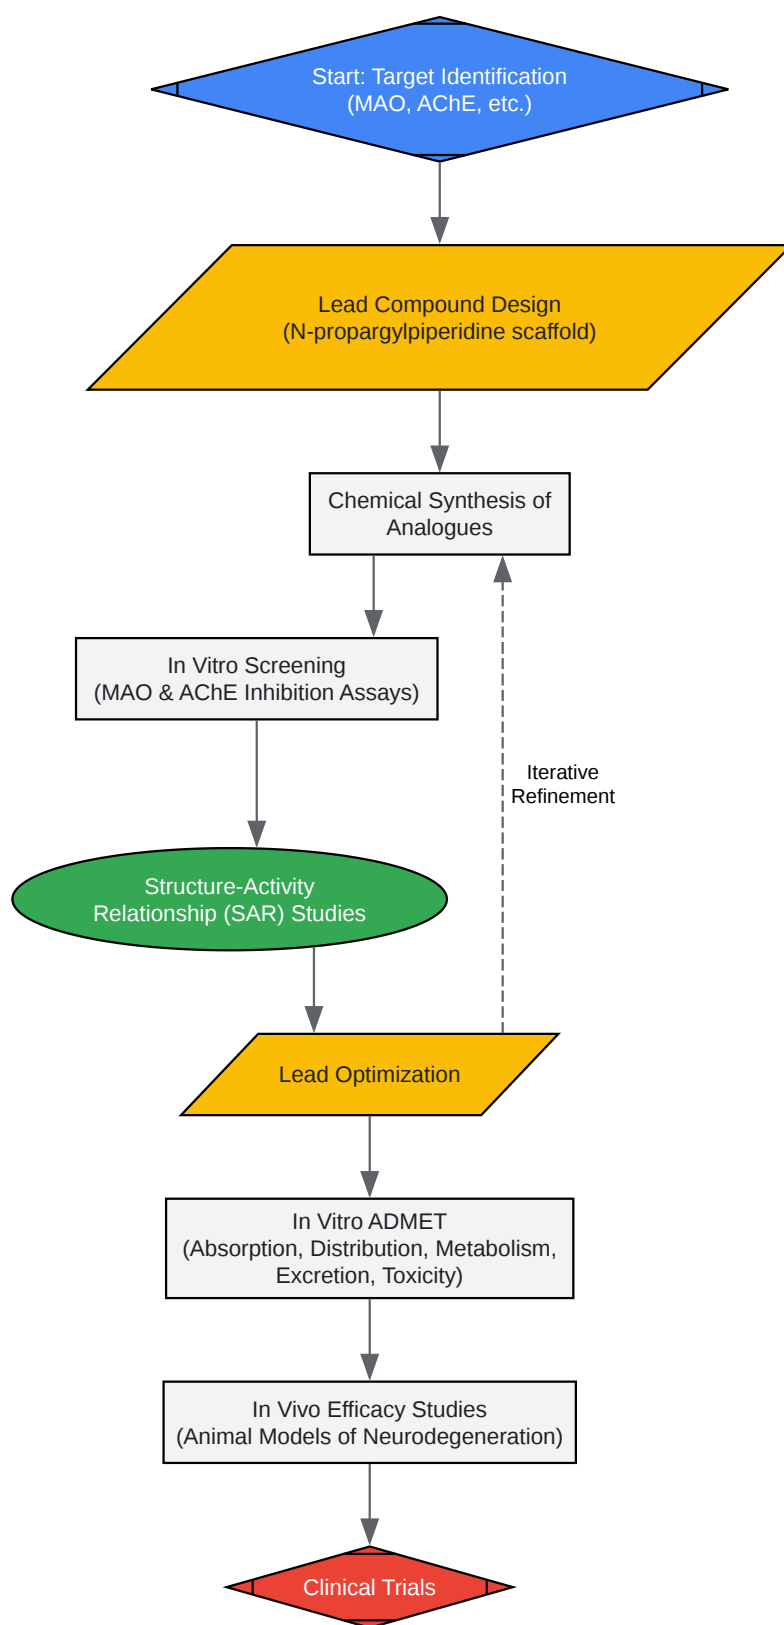 Start: Target Identification
(MAO, AChE, etc.)
Lead Compound Design
(N-propargylpiperidine scaffold)
Chemical Synthesis of
Analogues
In Vitro Screening
(MAO & AChE Inhibition Assays)
Iterative
Refinement
Structure-Activity
Relationship (SAR) Studies
Lead Optimization
In Vitro ADMET
(Absorption, Distribution, Metabolism,
Excretion, Toxicity)
In Vivo Efficacy Studies
(Animal Models of Neurodegeneration)
Clinical Trials